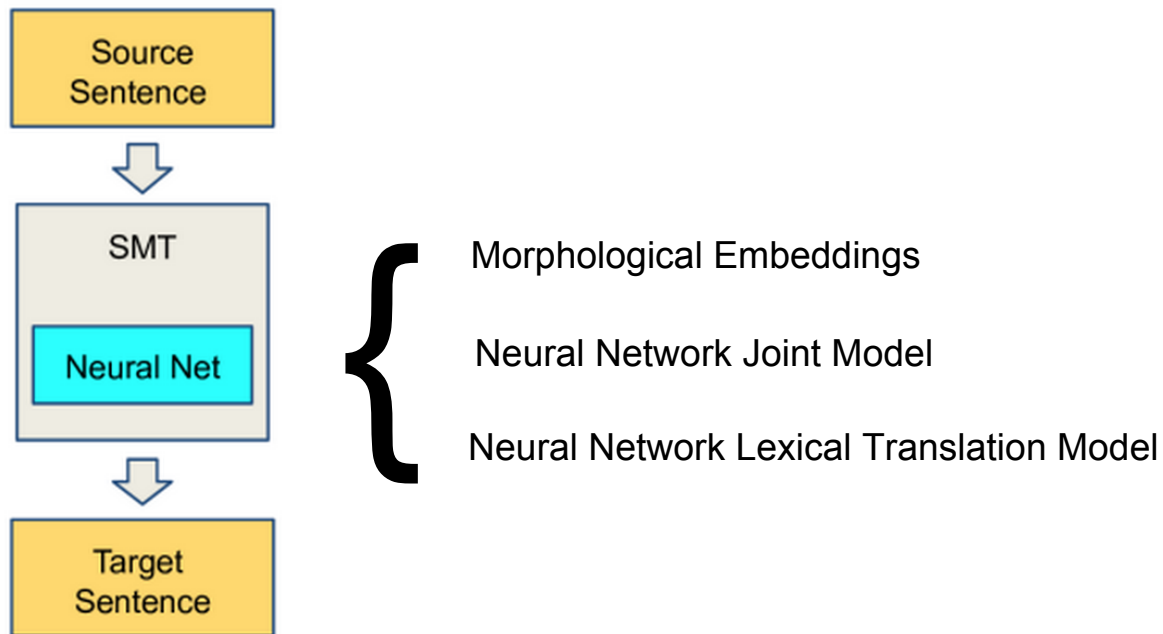 Source
Sentence
SMT
Neural Net
Target
Sentence
Morphological Embeddings
Neural Network Joint Model
Neural Network Lexical Translation Model